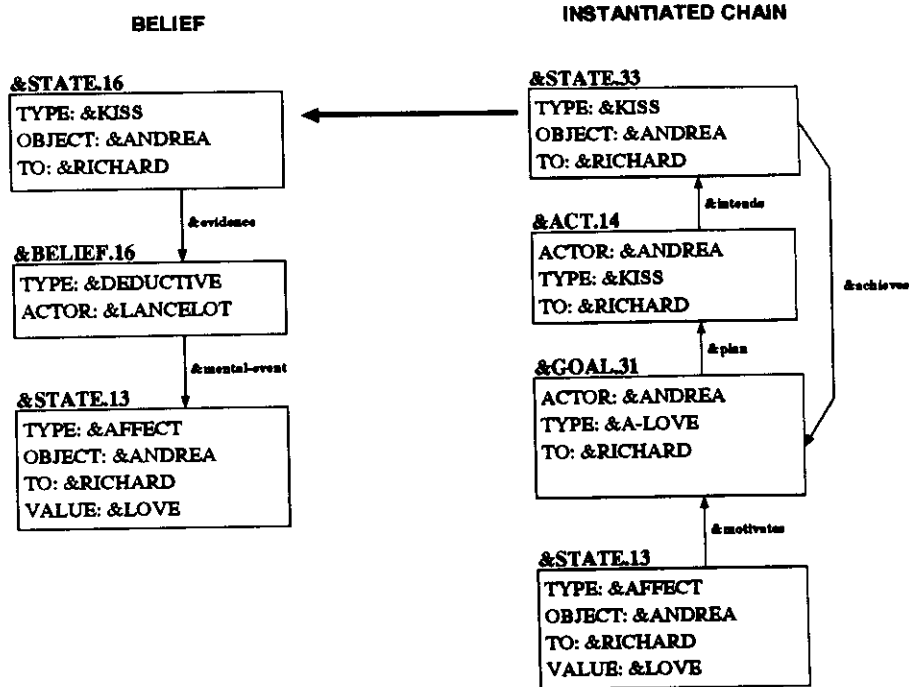 BELIEF
&STATE.16
TYPE: &KISS
OBJECT: &ANDREA
TO: &RICHARD
&evidence
&BELIEF.16
TYPE: &DEDUCTIVE
ACTOR: &LANCELOT
&mental-event
&STATE.13
TYPE: &AFFECT
OBJECT: &ANDREA
TO: &RICHARD
VALUE: &LOVE
INSTANTIATED CHAIN
&STATE.33
TYPE: &KISS
OBJECT: &ANDREA
TO: &RICHARD
&intends
&ACT.14
ACTOR: &ANDREA
TYPE: &KISS
TO: &RICHARD
&achieves
&plan
&GOAL.31
ACTOR: &ANDREA
TYPE: &A-LOVE
TO: &RICHARD
&motivates
&STATE.13
TYPE: &AFFECT
OBJECT: &ANDREA
TO: &RICHARD
VALUE: &LOVE